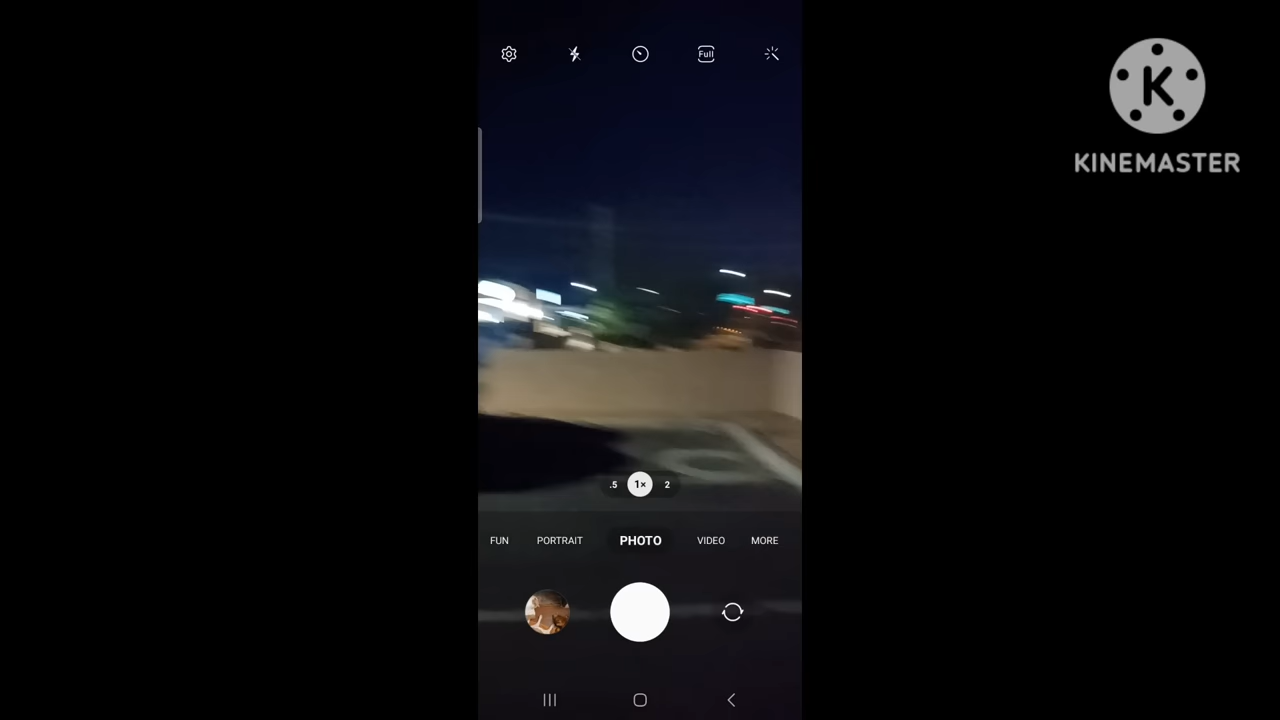 Full
K
KINEMASTER
.5 1× 2
FUN PORTRAIT PHOTO VIDEO MORE